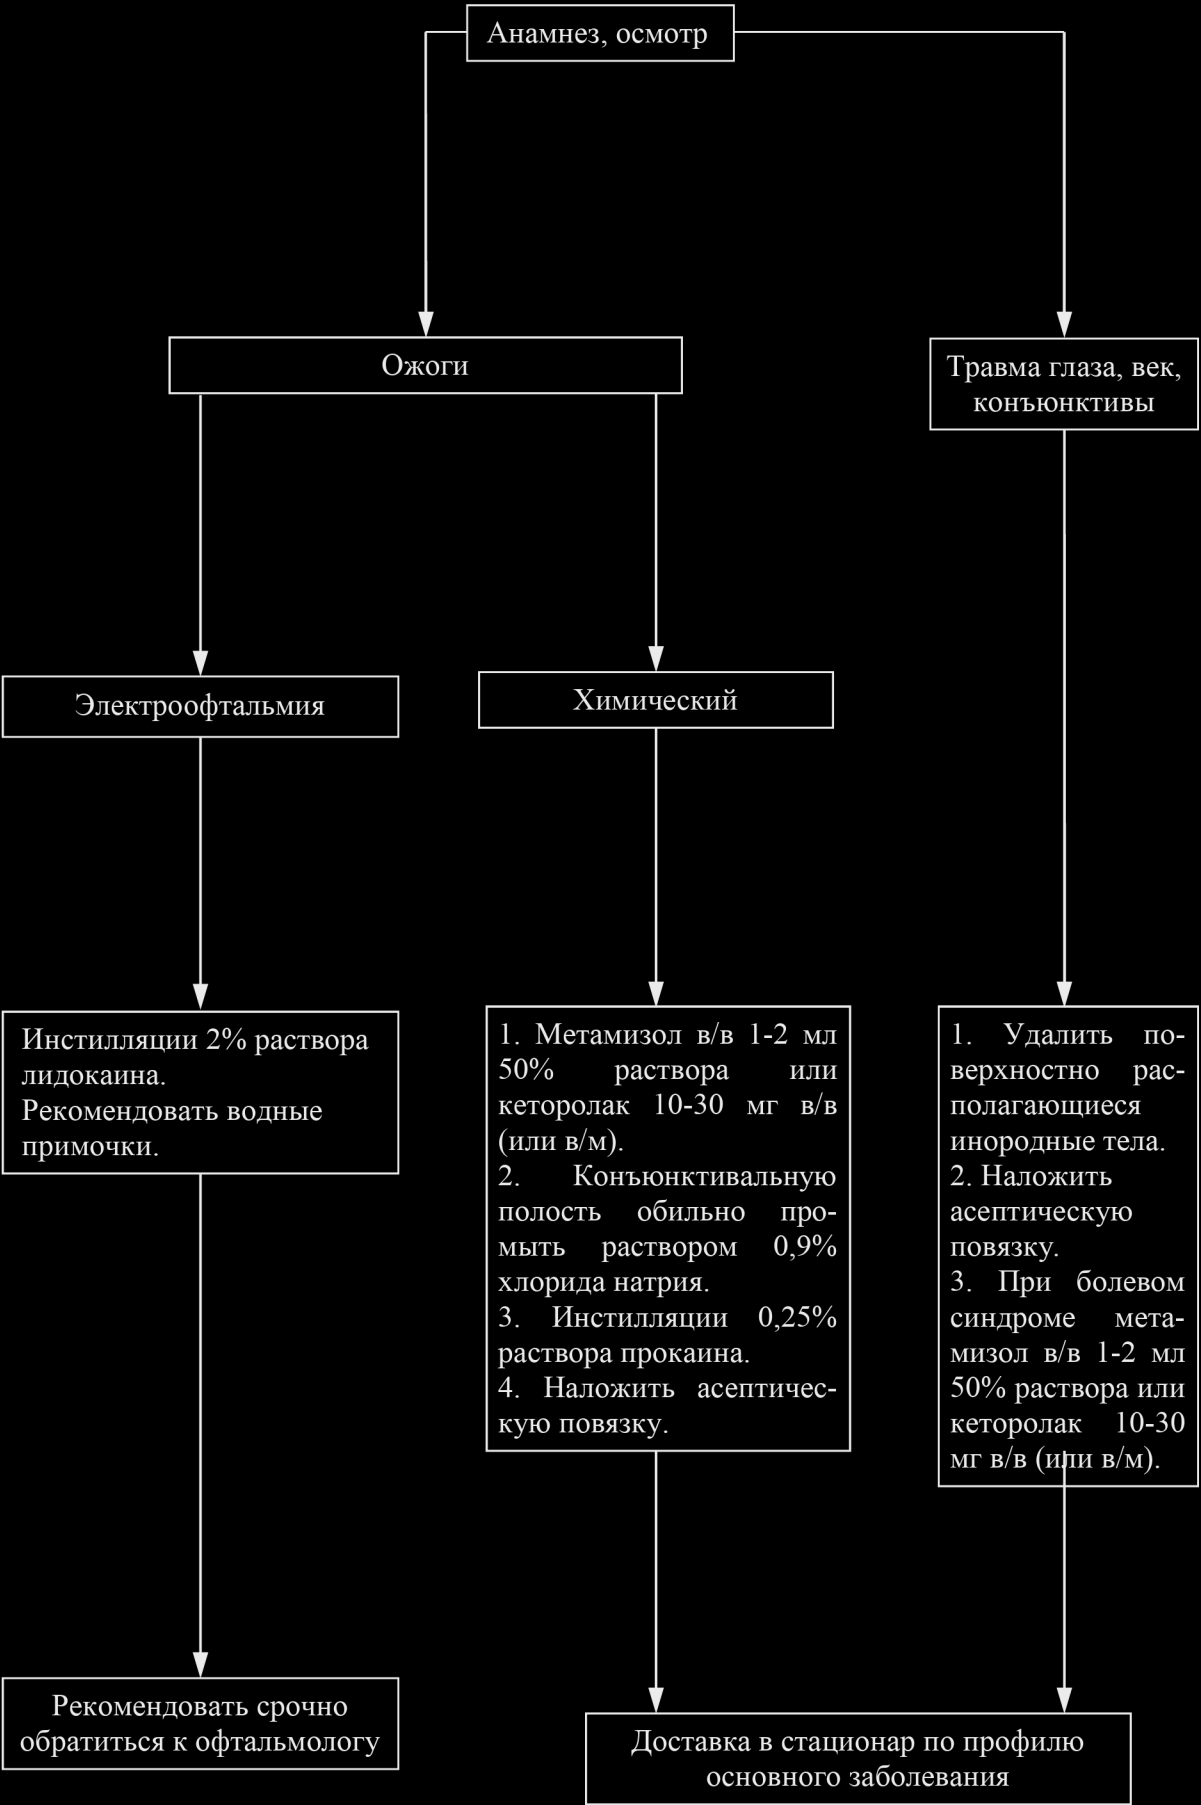 Анамнез, осмотр
Ожоги
Травма глаза, век,
конъюнктивы
Электроофтальмия
Химический
Инстилляции 2% раствора
лидокаина.
Рекомендовать водные
примочки.
1. Метамизол в/в 1-2 мл
50% раствора или
кеторолак 10-30 мг в/в
(или в/м).
2. Конъюнктивальную
полость обильно про-
мыть раствором 0,9%
хлорида натрия.
3. Инстилляции 0,25%
раствора прокаина.
4. Наложить асептичес-
кую повязку.
1. Удалить по-
верхностно рас-
полагающиеся
инородные тела.
2. Наложить
асептическую
повязку.
3. При болевом
синдроме мета-
мизол в/в 1-2 мл
50% раствора или
кеторолак 10-30
мг в/в (или в/м).
Рекомендовать срочно
обратиться к офтальмологу
Доставка в стационар по профилю
основного заболевания